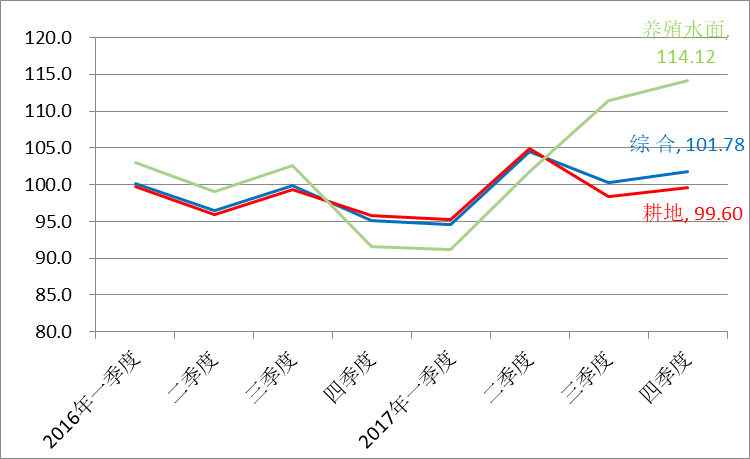 养殖水面,
114.12
120.0
115.0
110.0
105.0
100.0
95.0
90.0
85.0
80.0
综 合, 101.78
耕地, 99.60
2016年一季度
二季度
三季度
四季度
2017年一季度
二季度
三季度
四季度